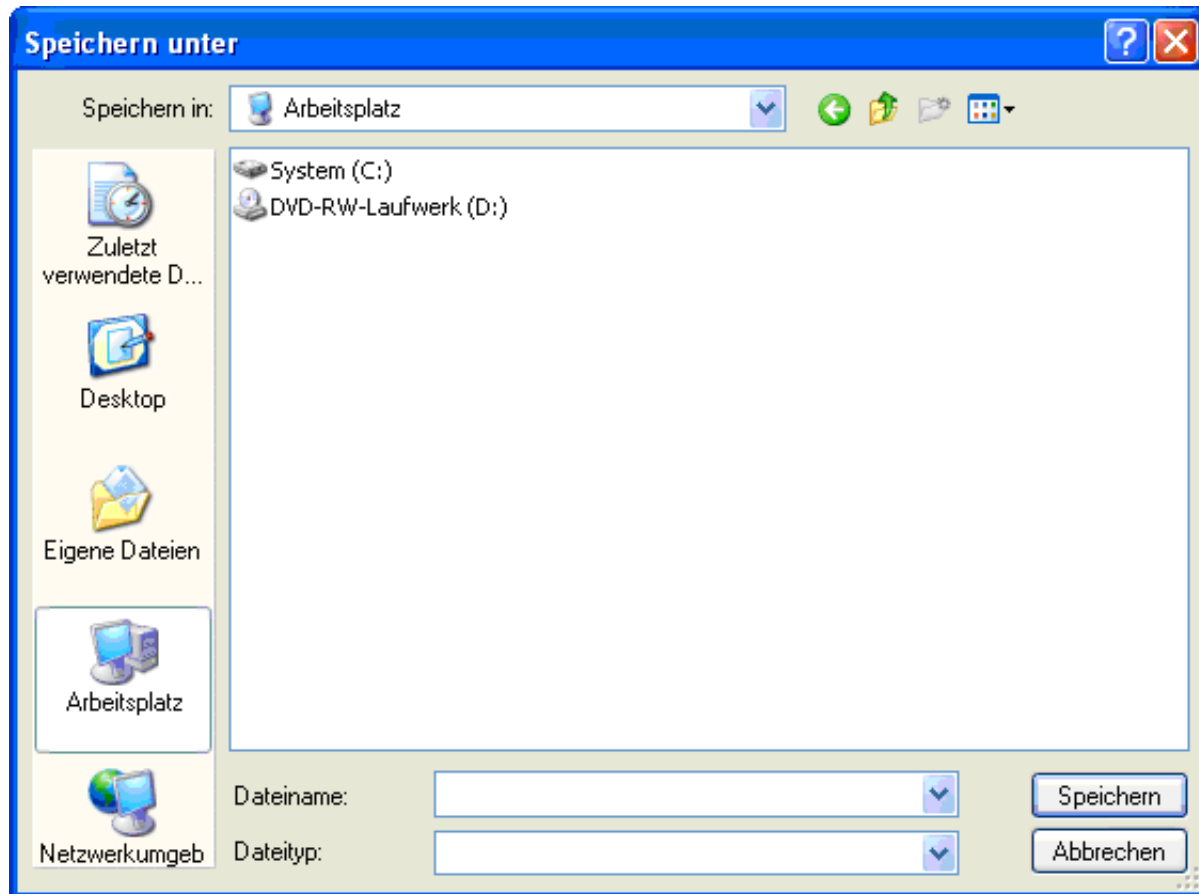 Speichern unter
Speichern in:
Arbeitsplatz
System (C:)
DVD-RW-Laufwerk (D:)
Zuletzt
verwendete D...
Desktop
Eigene Dateien
Arbeitsplatz
Netzwerkumgeb
Dateiname:
Speichern
Dateityp:
Abbrechen